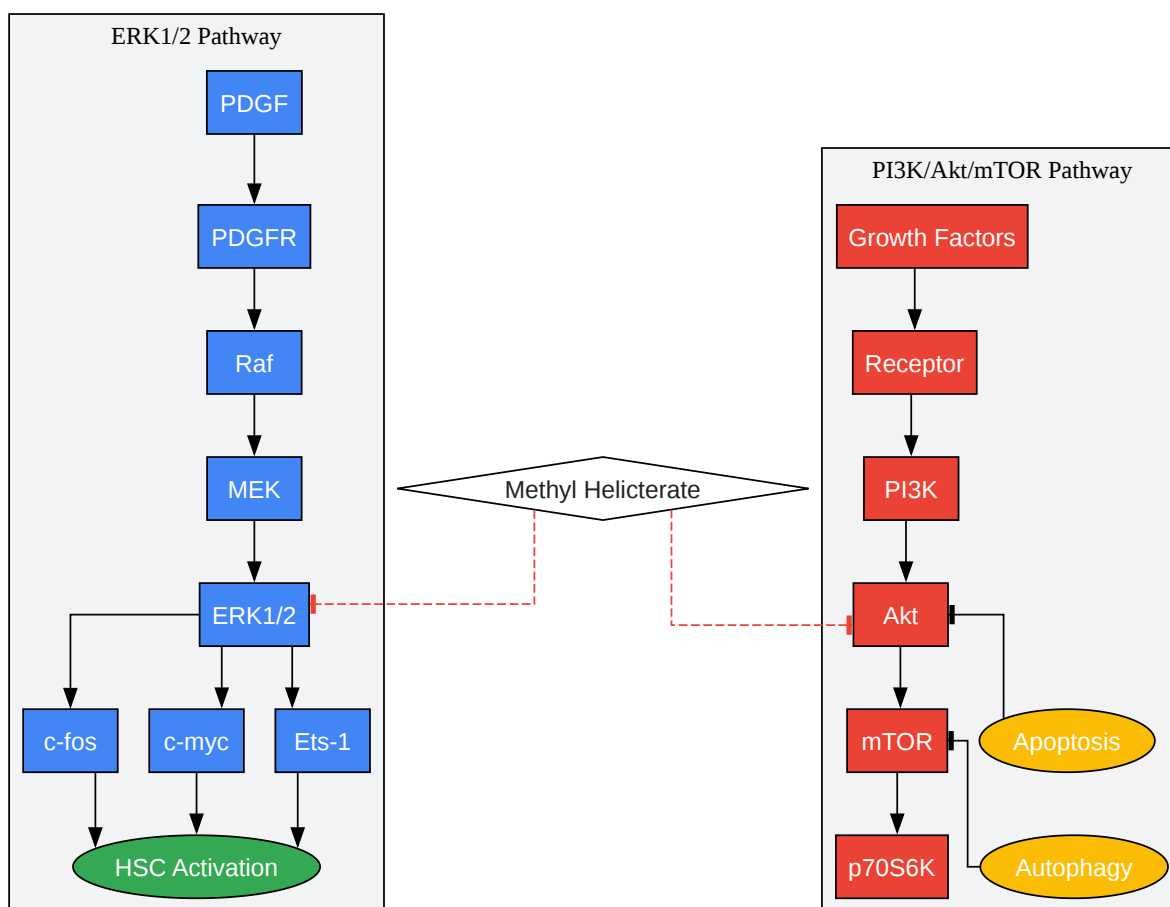 ERK1/2 Pathway
PDGF
PDGFR
Raf
MEK
ERK1/2
c-fos
c-myc
Ets-1
HSC Activation
Methyl Helicterate
PI3K/Akt/mTOR Pathway
Growth Factors
Receptor
PI3K
Akt
mTOR
Apoptosis
p70S6K
Autophagy